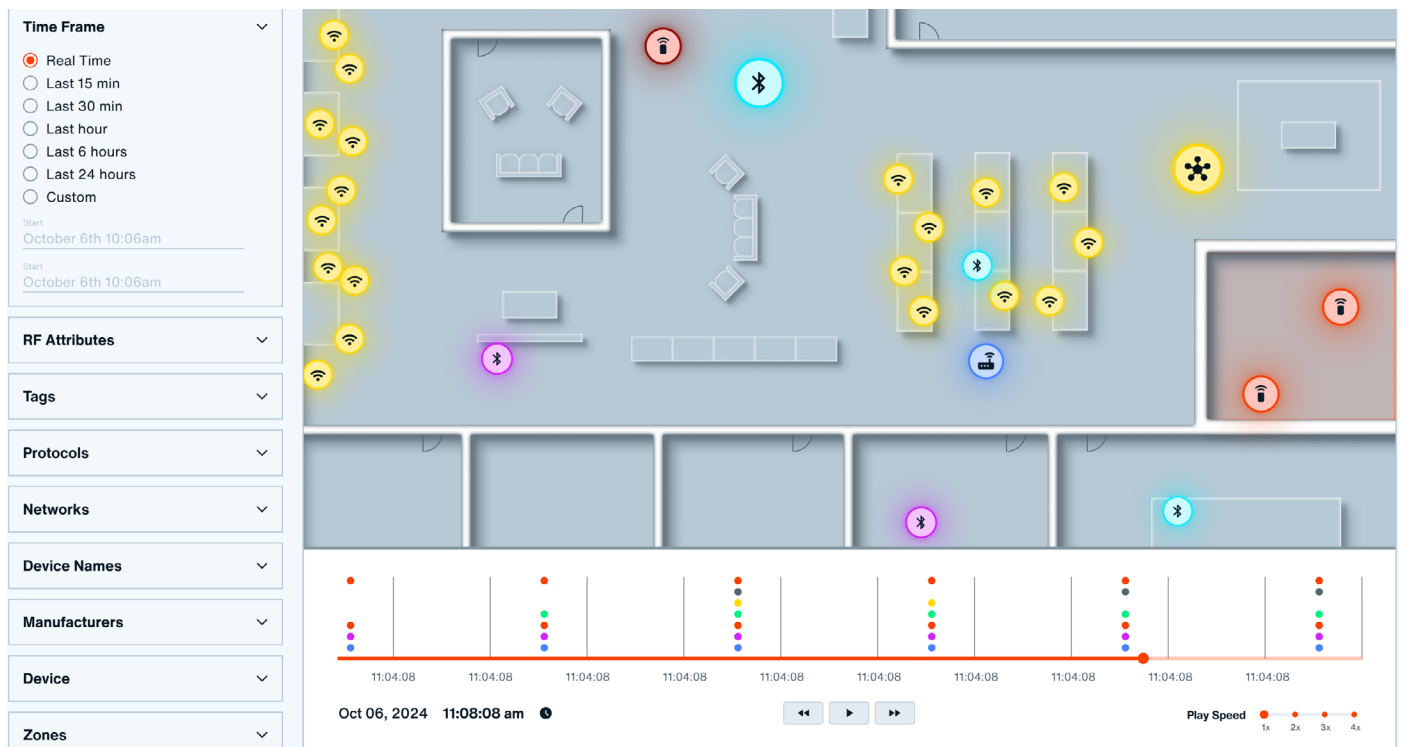 Time Frame
Real Time
Last 15 min
Last 30 min
Last hour
Last 6 hours
Last 24 hours
Custom
Start
October 6th 10:06am
Start
October 6th 10:06am
RF Attributes
Tags
Protocols
Networks
Device Names
Manufacturers
Device
Zones
11:04:08 11:04:08 11:04:08 11:04:08 11:04:08 11:04:08 11:04:08 11:04:08 11:04:08 11:04:08
Oct 06, 2024 11:08:08 am
Play Speed
1x 2x 3x 4x